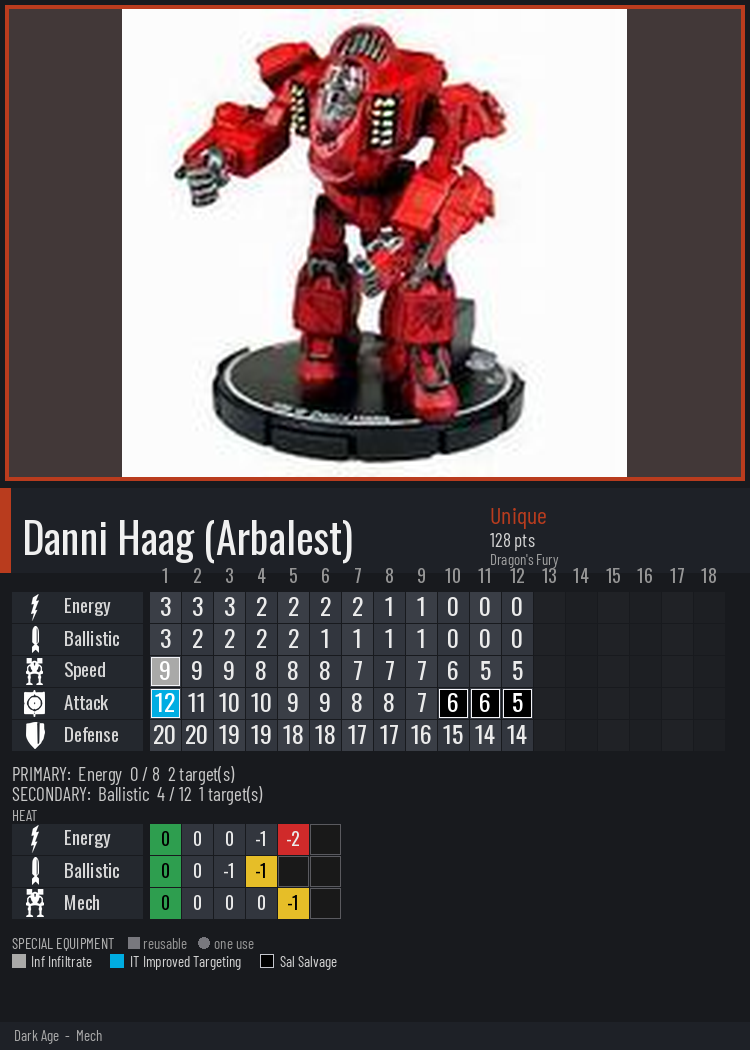 Danni Haag (Arbalest)
Unique
128 pts
Dragon's Fury
1 2 3 4 5 6 7 8 9 10 11 12 13 14 15 16 17 18
Energy 3 3 3 2 2 2 2 1 1 0 0 0
Ballistic 3 2 2 2 2 1 1 1 1 0 0 0
Speed 9 9 9 8 8 8 7 7 7 6 5 5
Attack 12 11 10 10 9 9 8 8 7 6 6 5
Defense 20 20 19 19 18 18 17 17 16 15 14 14
PRIMARY: Energy 0 / 8 2 target(s)
SECONDARY: Ballistic 4 / 12 1 target(s)
HEAT
Energy 0 0 0 -1 -2
Ballistic 0 0 -1 -1
Mech 0 0 0 0 -1
SPECIAL EQUIPMENT reusable one use
Inf Infiltrate IT Improved Targeting Sal Salvage
Dark Age - Mech